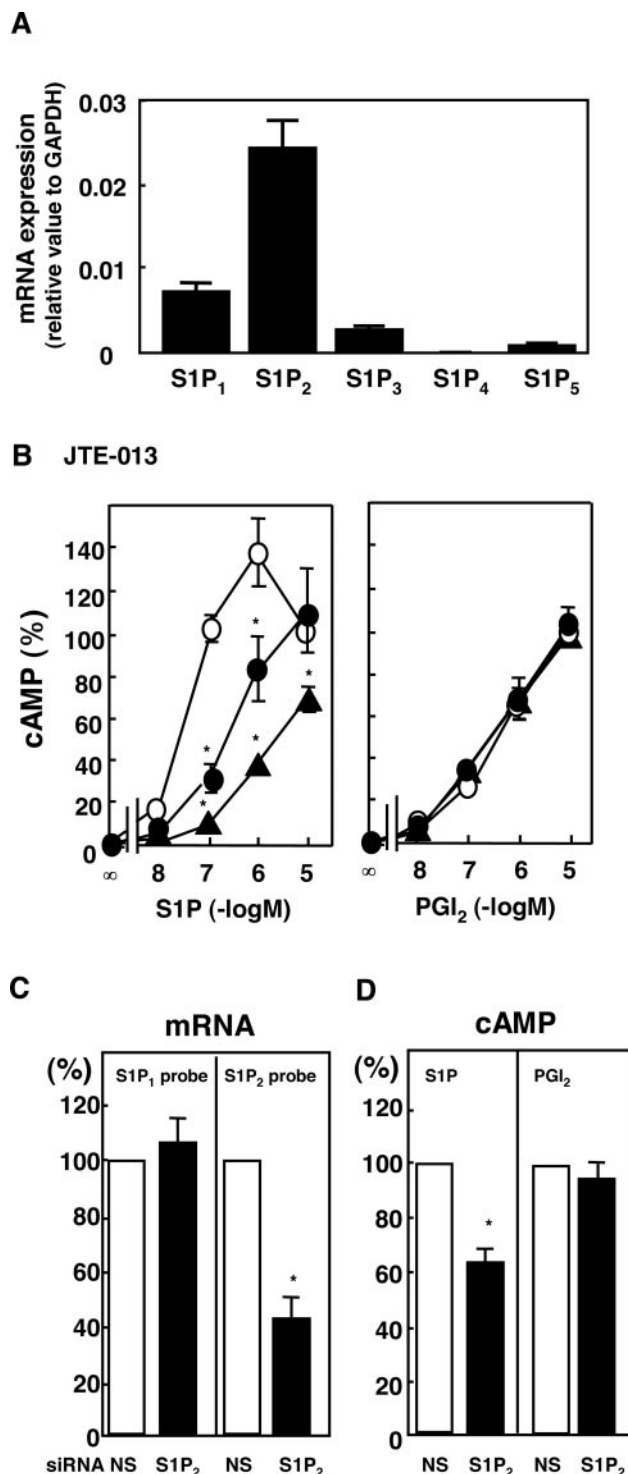 A
mRNA expression
(relative value to GAPDH)
0.03
0.02
0.01
0
S1P₁ S1P₂ S1P₃ S1P₄ S1P₅
B JTE-013
cAMP (%)
140
120
100
80
60
40
20
0
* * * * *
∞ 8 7 6 5
S1P (-logM)
∞ 8 7 6 5
PGI₂ (-logM)
C
mRNA
(%)
S1P₁ probe S1P₂ probe
120
100
80
60
40
20
0
*
siRNA NS S1P₂ NS S1P₂
D
cAMP
(%)
S1P PGI₂
120
100
80
60
40
20
0
*
NS S1P₂ NS S1P₂